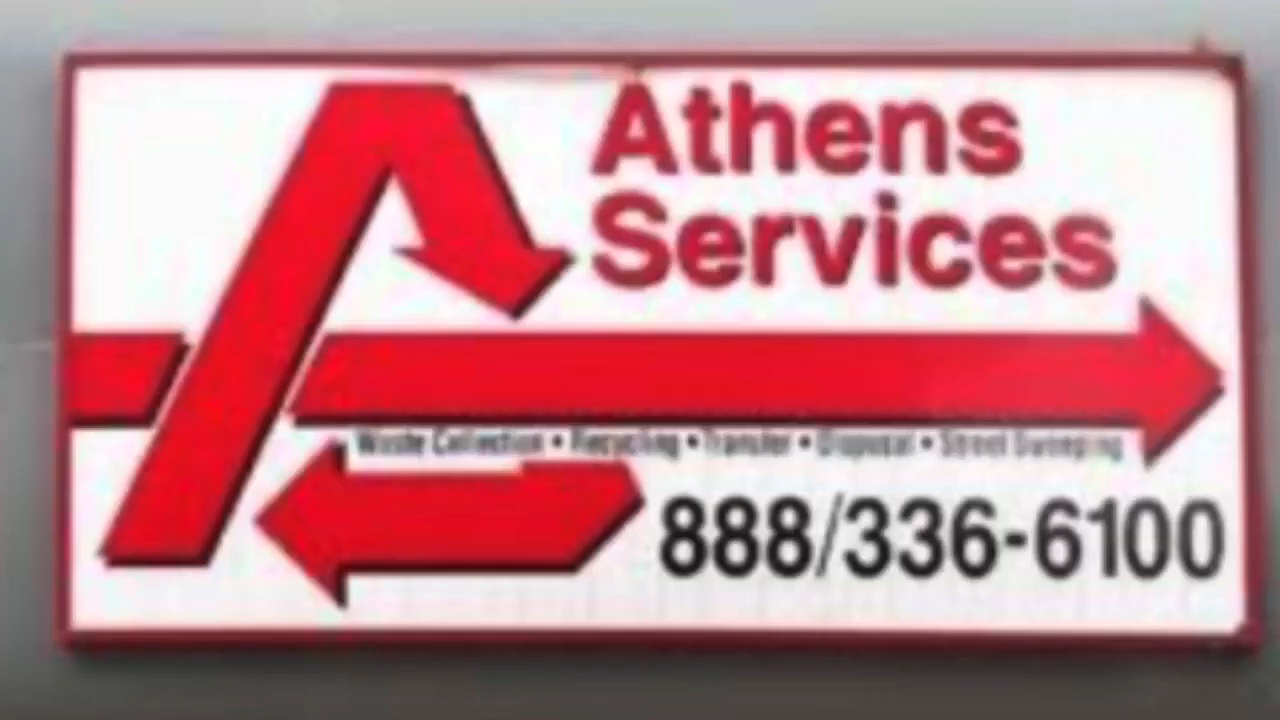 Athens
Services
Waste Collection • Recycling • Transfer • Disposal • Street Sweeping
888/336-6100